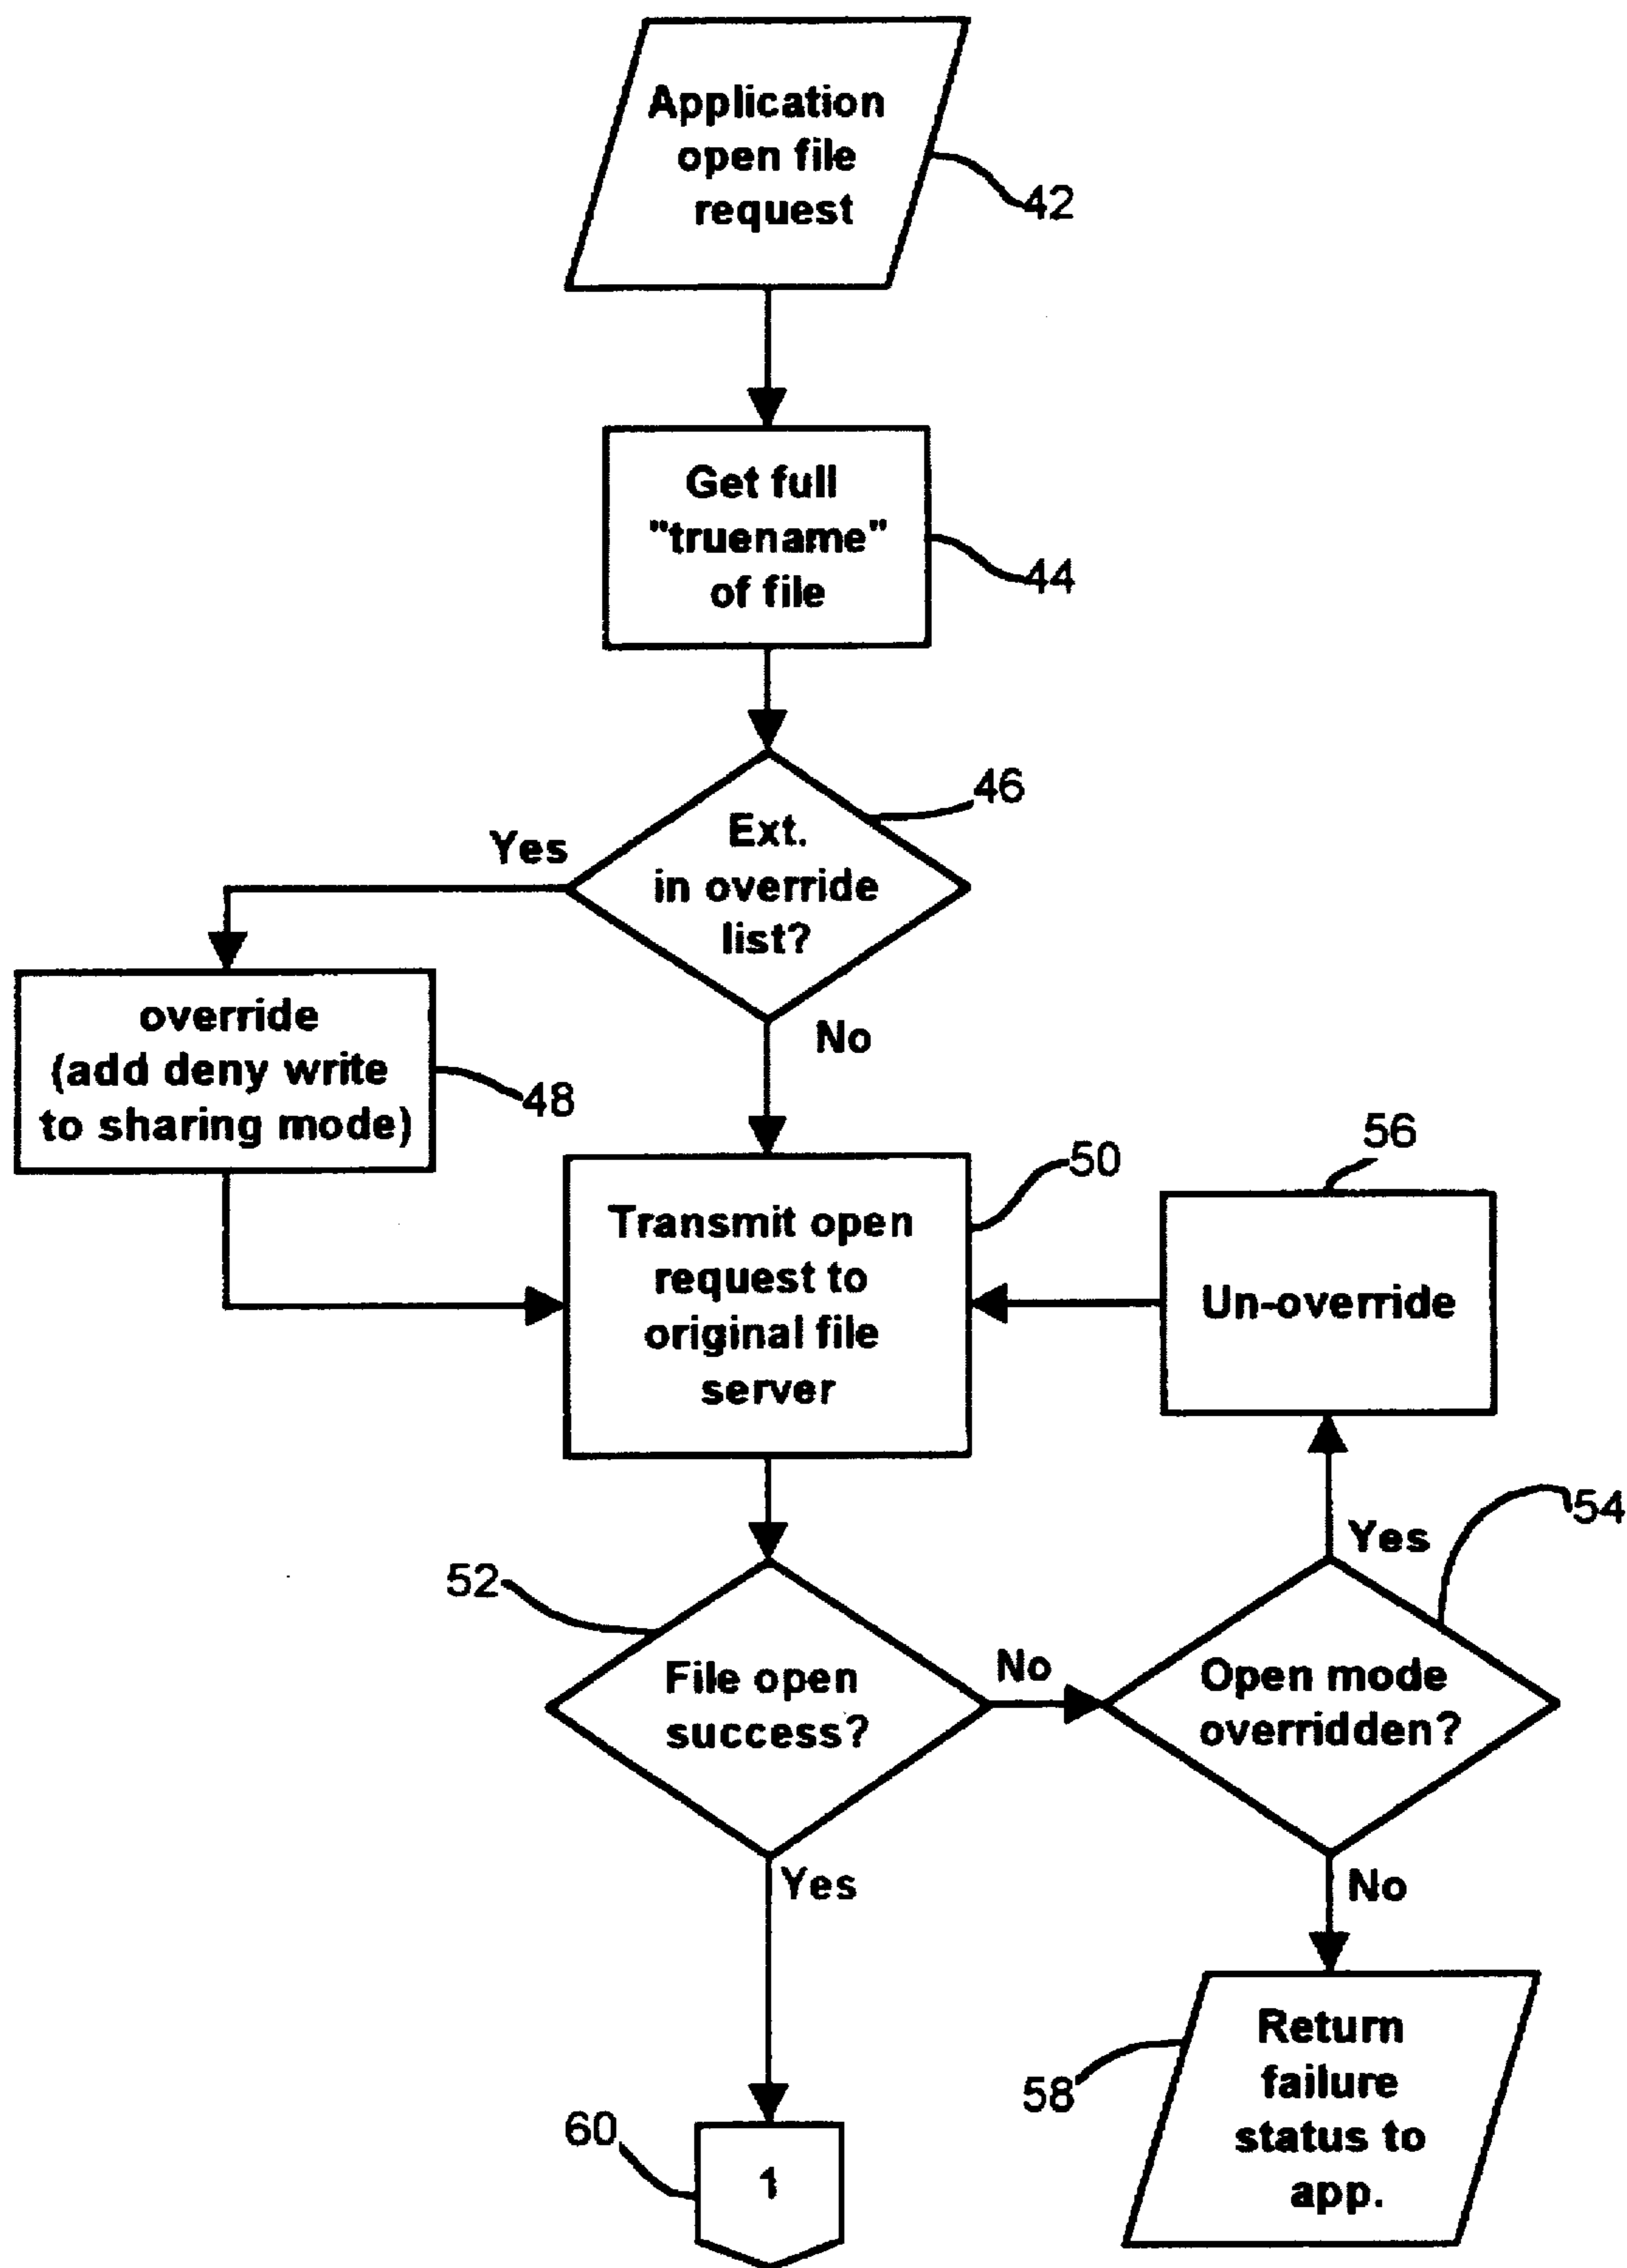 Application
open file
request
42
Get full
"truename"
of file
44
46
Ext.
in override
list?
Yes
No
override
(add deny write
to sharing mode)
48
50
Transmit open
request to
original file
server
56
Un-override
52
File open
success?
No
Yes
54
Yes
Open mode
overridden?
No
60
1
58
Return
failure
status to
app.